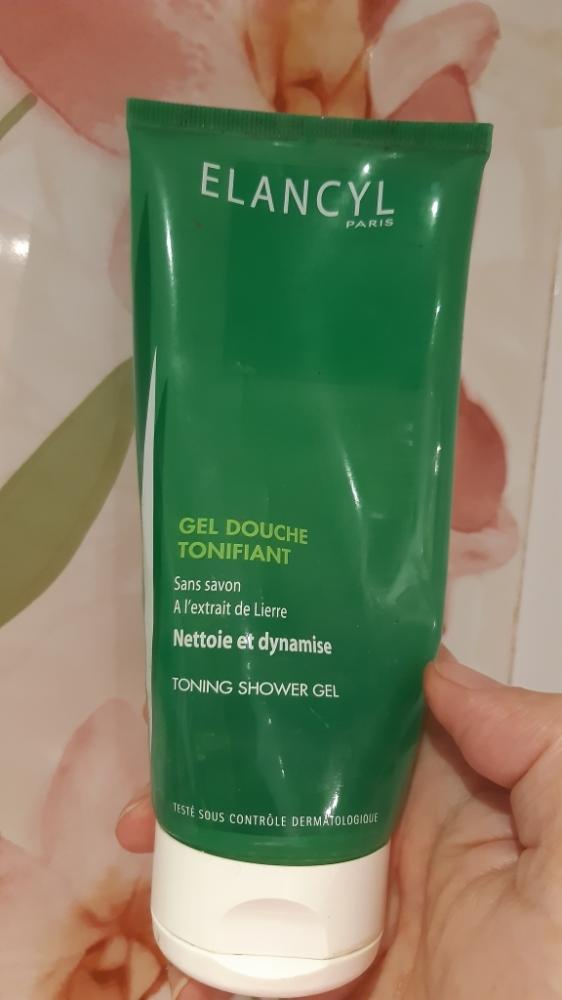 ELANCYL
PARIS
GEL DOUCHE
TONIFIANT
Sans savon
A l'extrait de Lierre
Nettoie et dynamise
TONING SHOWER GEL
TESTÉ SOUS CONTRÔLE DERMATOLOGIQUE